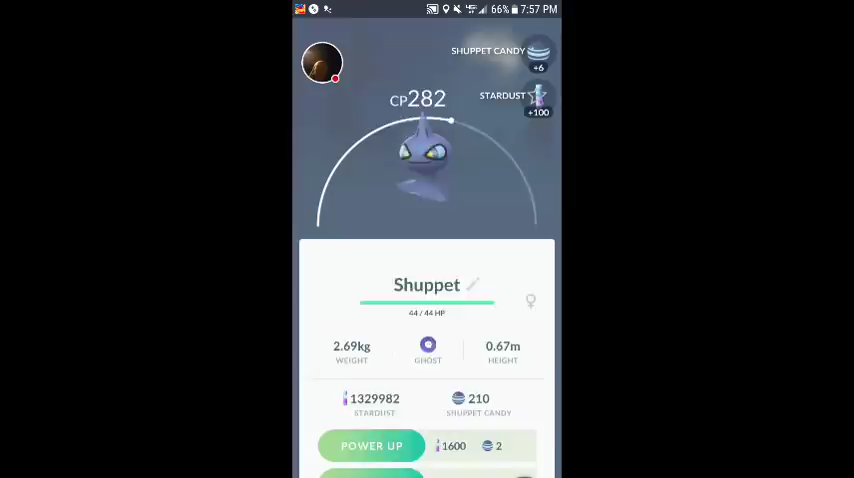 66% 7:57 PM
SHUPPET CANDY
+6
STARDUST
+100
CP282
Shuppet
44 / 44 HP
2.69kg
WEIGHT
GHOST
0.67m
HEIGHT
1329982
STARDUST
210
SHUPPET CANDY
POWER UP
1600
2